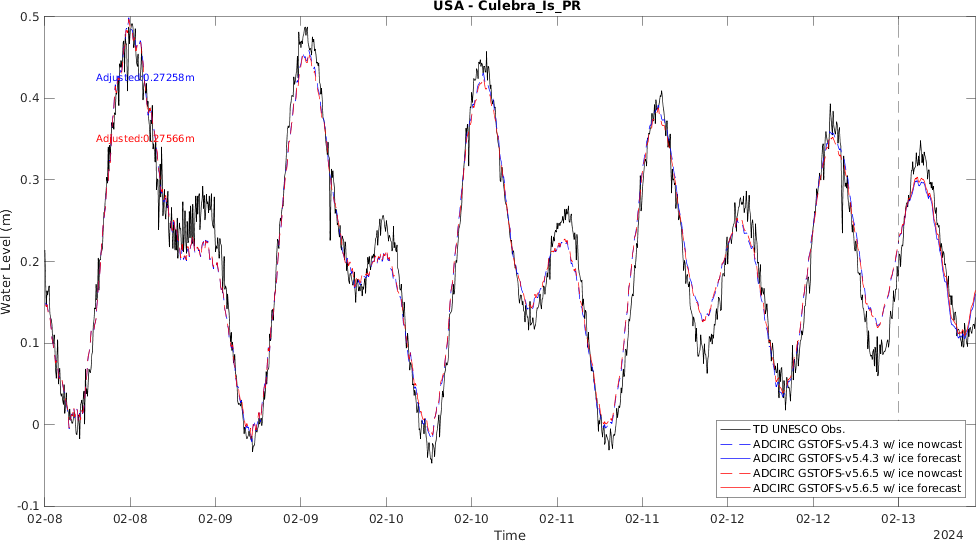 USA - Culebra_Is_PR
0.5
0.4
0.3
0.2
0.1
0
-0.1
Water Level (m)
Adjusted:0.27258m
Adjusted:0.27566m
TD UNESCO Obs.
ADCIRC GSTOFS-v5.4.3 w/ ice nowcast
ADCIRC GSTOFS-v5.4.3 w/ ice forecast
ADCIRC GSTOFS-v5.6.5 w/ ice nowcast
ADCIRC GSTOFS-v5.6.5 w/ ice forecast
02-08 02-08 02-09 02-09 02-10 02-10 02-11 02-11 02-12 02-12 02-13
Time
2024